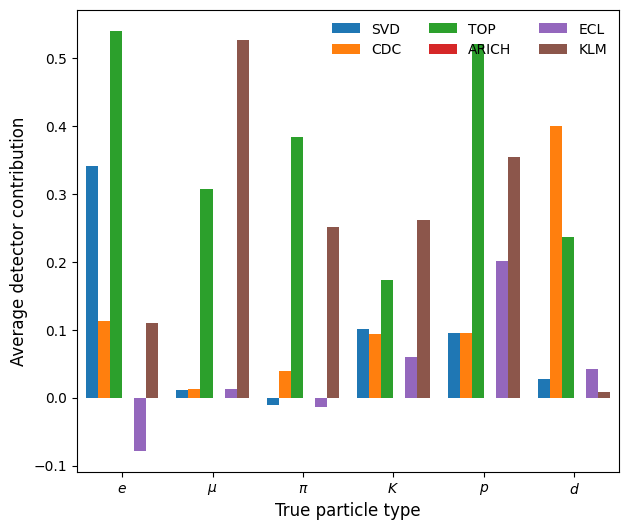 SVD TOP ECL
CDC ARICH KLM
0.5
0.4
0.3
0.2
0.1
0.0
−0.1
Average detector contribution
e μ π K p d
True particle type